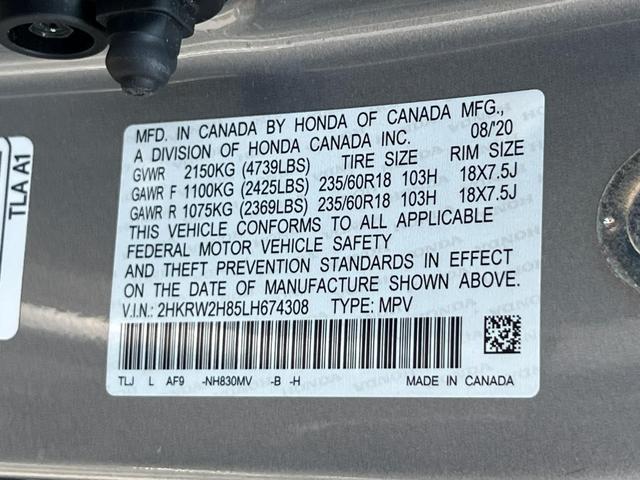 MFD. IN CANADA BY HONDA OF CANADA MFG.,
A DIVISION OF HONDA CANADA INC. 08/'20
GVWR 2150KG (4739LBS) TIRE SIZE RIM SIZE
GAWR F 1100KG (2425LBS) 235/60R18 103H 18X7.5J
GAWR R 1075KG (2369LBS) 235/60R18 103H 18X7.5J
THIS VEHICLE CONFORMS TO ALL APPLICABLE
FEDERAL MOTOR VEHICLE SAFETY
AND THEFT PREVENTION STANDARDS IN EFFECT
ON THE DATE OF MANUFACTURE SHOWN ABOVE.
V.I.N.: 2HKRW2H85LH674308 TYPE: MPV
TLJ L AF9 -NH830MV -B -H MADE IN CANADA
TLA A1